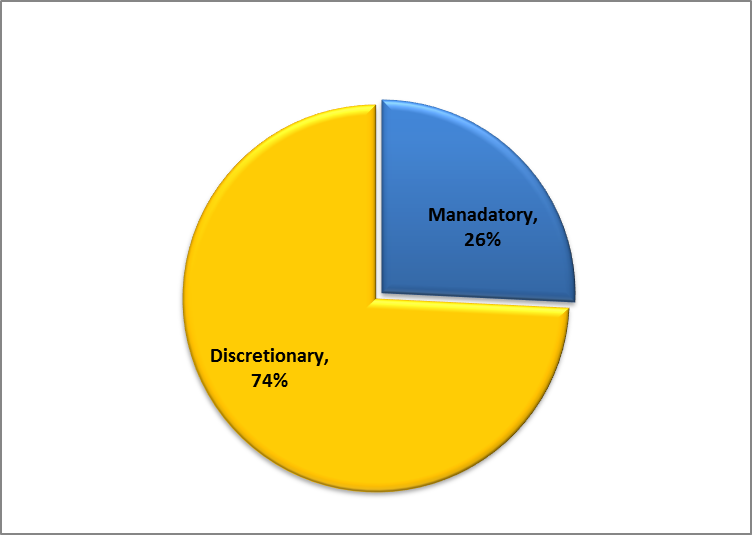 Manadatory,
26%
Discretionary,
74%